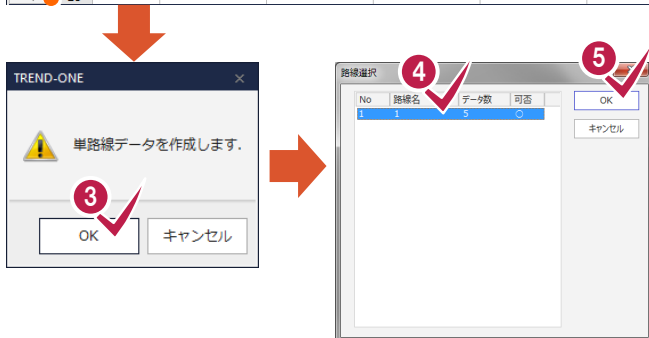 TREND-ONE
単路線データを作成します.
3
OK
キャンセル
路線選択
4
5
No 路線名 データ数 可否
1 1 5 ○
OK
キャンセル